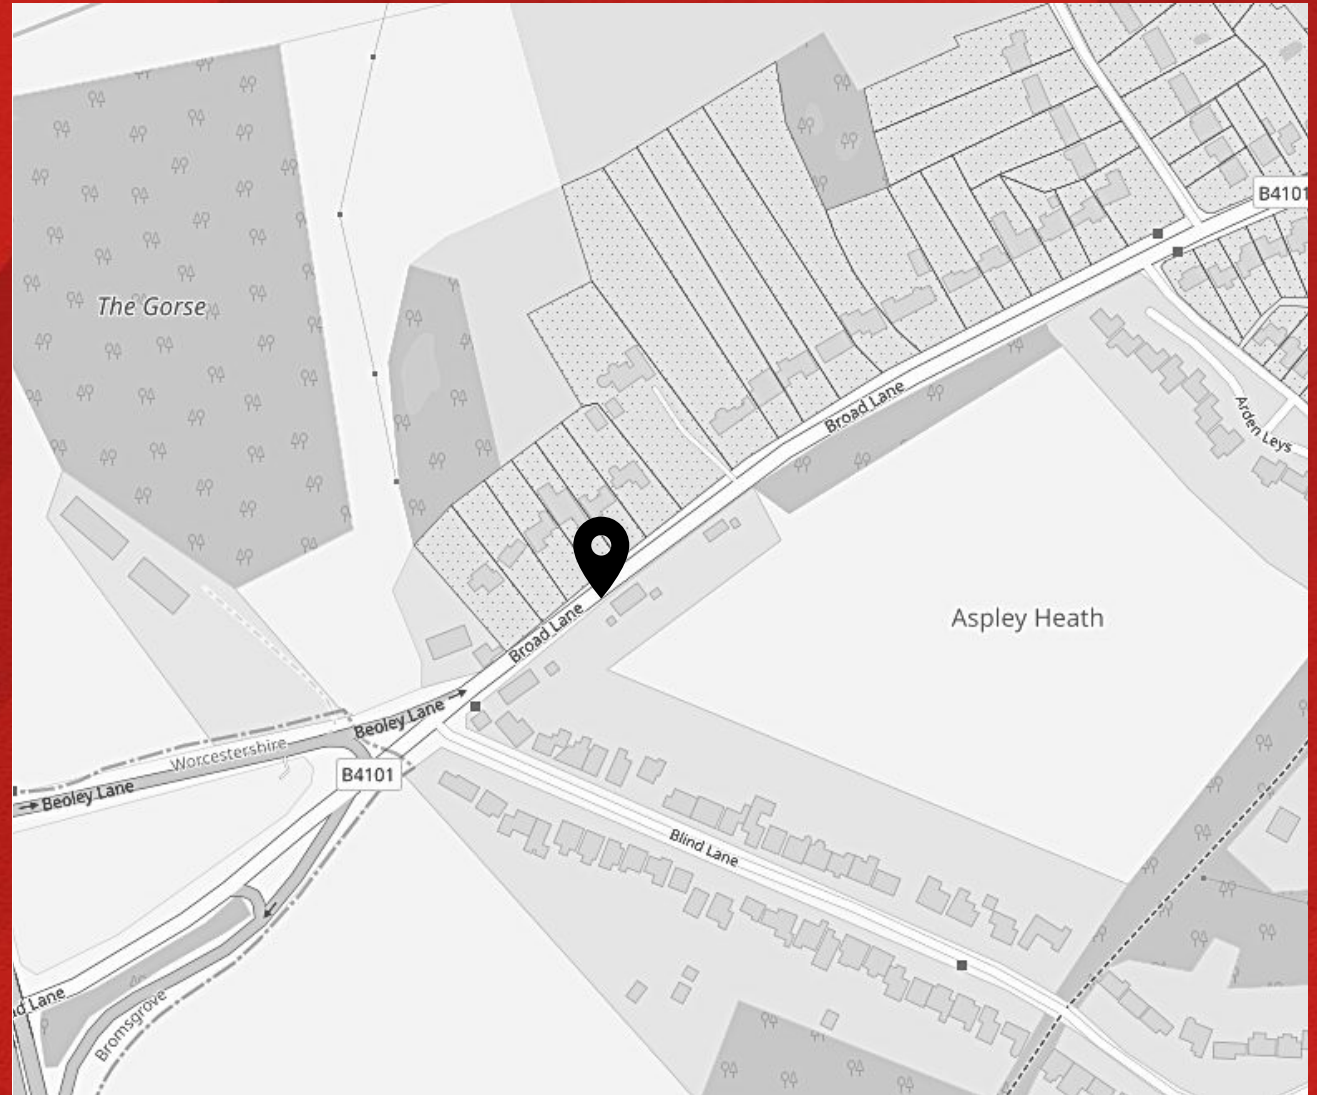 B4101
The Gorse
Broad Lane
Arden Leys
Aspley Heath
Broad Lane
Beoley Lane
Worcestershire
B4101
Beoley Lane
Blind Lane
d Lane
Bromsgrove